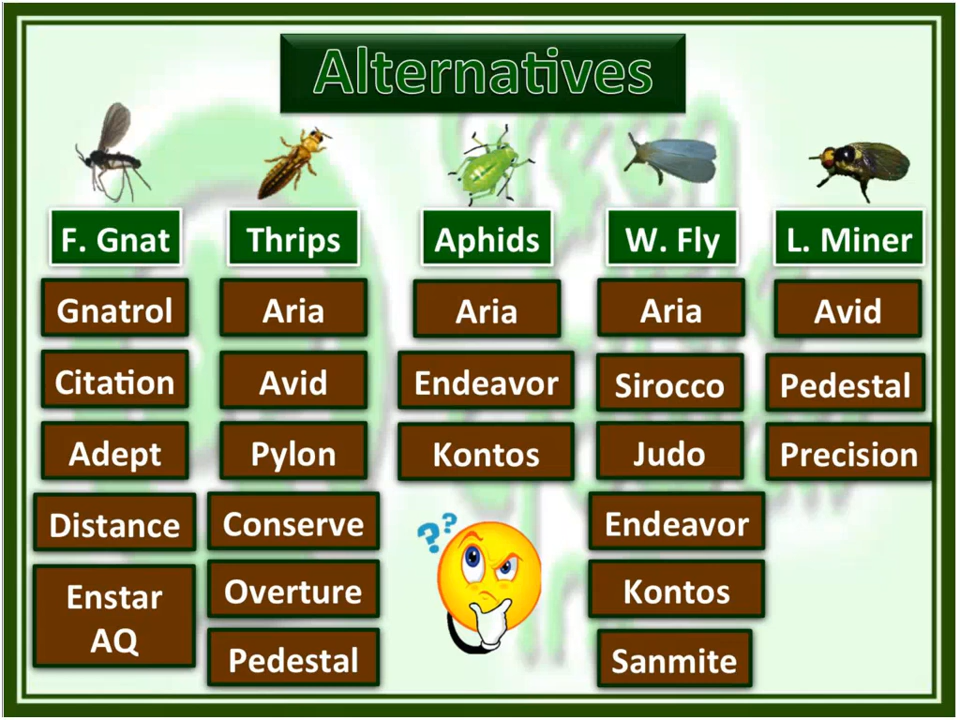 Alternatives
F. Gnat
Thrips
Aphids
W. Fly
L. Miner
Gnatrol
Aria
Aria
Aria
Avid
Citation
Avid
Endeavor
Sirocco
Pedestal
Adept
Pylon
Kontos
Judo
Precision
Distance
Conserve
??
Endeavor
Enstar
AQ
Overture
Kontos
Pedestal
Sanmite